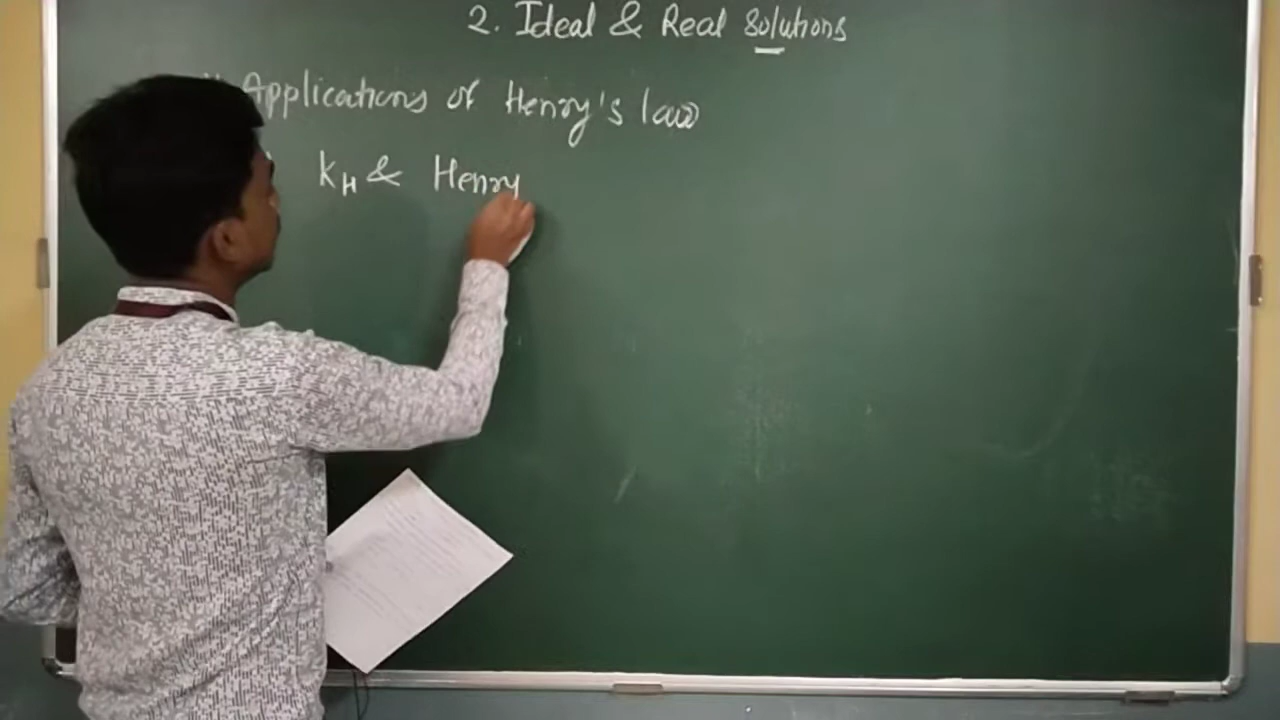 2. Ideal & Real Solutions
Applications of Henry's law
KH & Henry